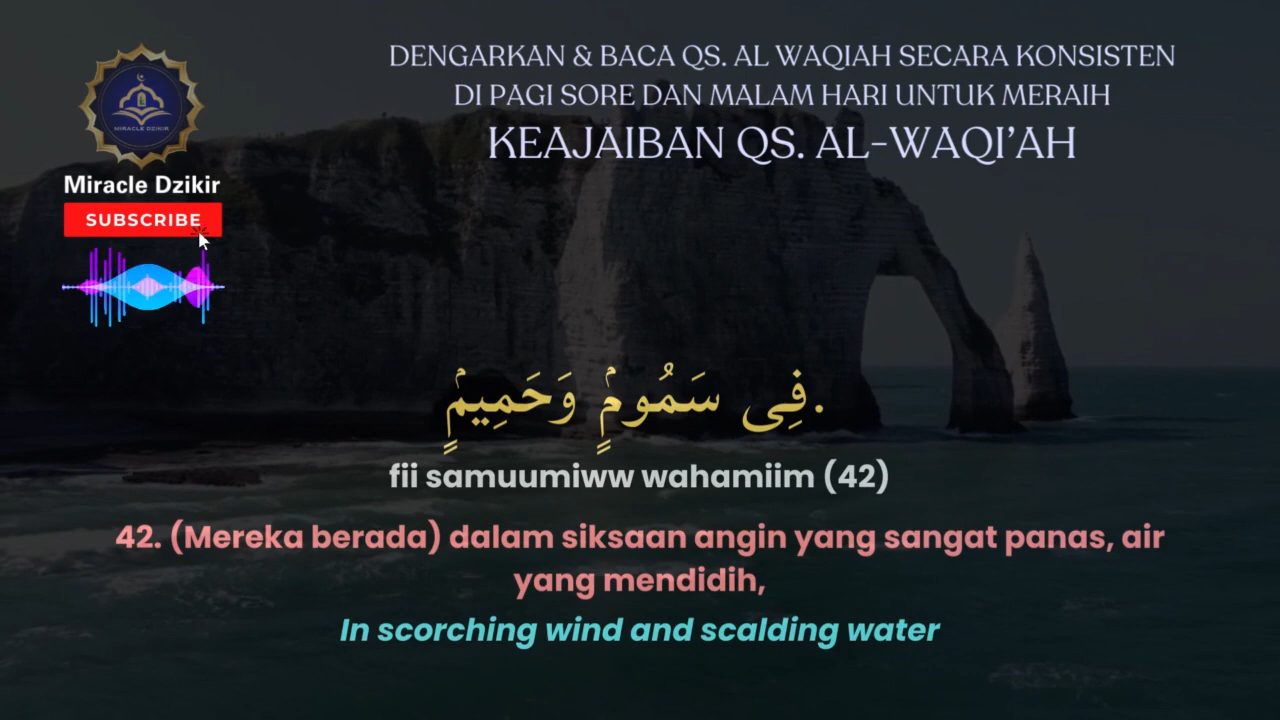 DENGARKAN & BACA QS. AL WAQIAH SECARA KONSISTEN
DI PAGI SORE DAN MALAM HARI UNTUK MERAIH
KEAJAIBAN QS. AL-WAQI'AH
MIRACLE DZIKIR
Miracle Dzikir
SUBSCRIBE
.فِى سَمُومٍۢ وَحَمِيمٍۢ
fii samuumiww wahamiim (42)
42. (Mereka berada) dalam siksaan angin yang sangat panas, air
yang mendidih,
In scorching wind and scalding water